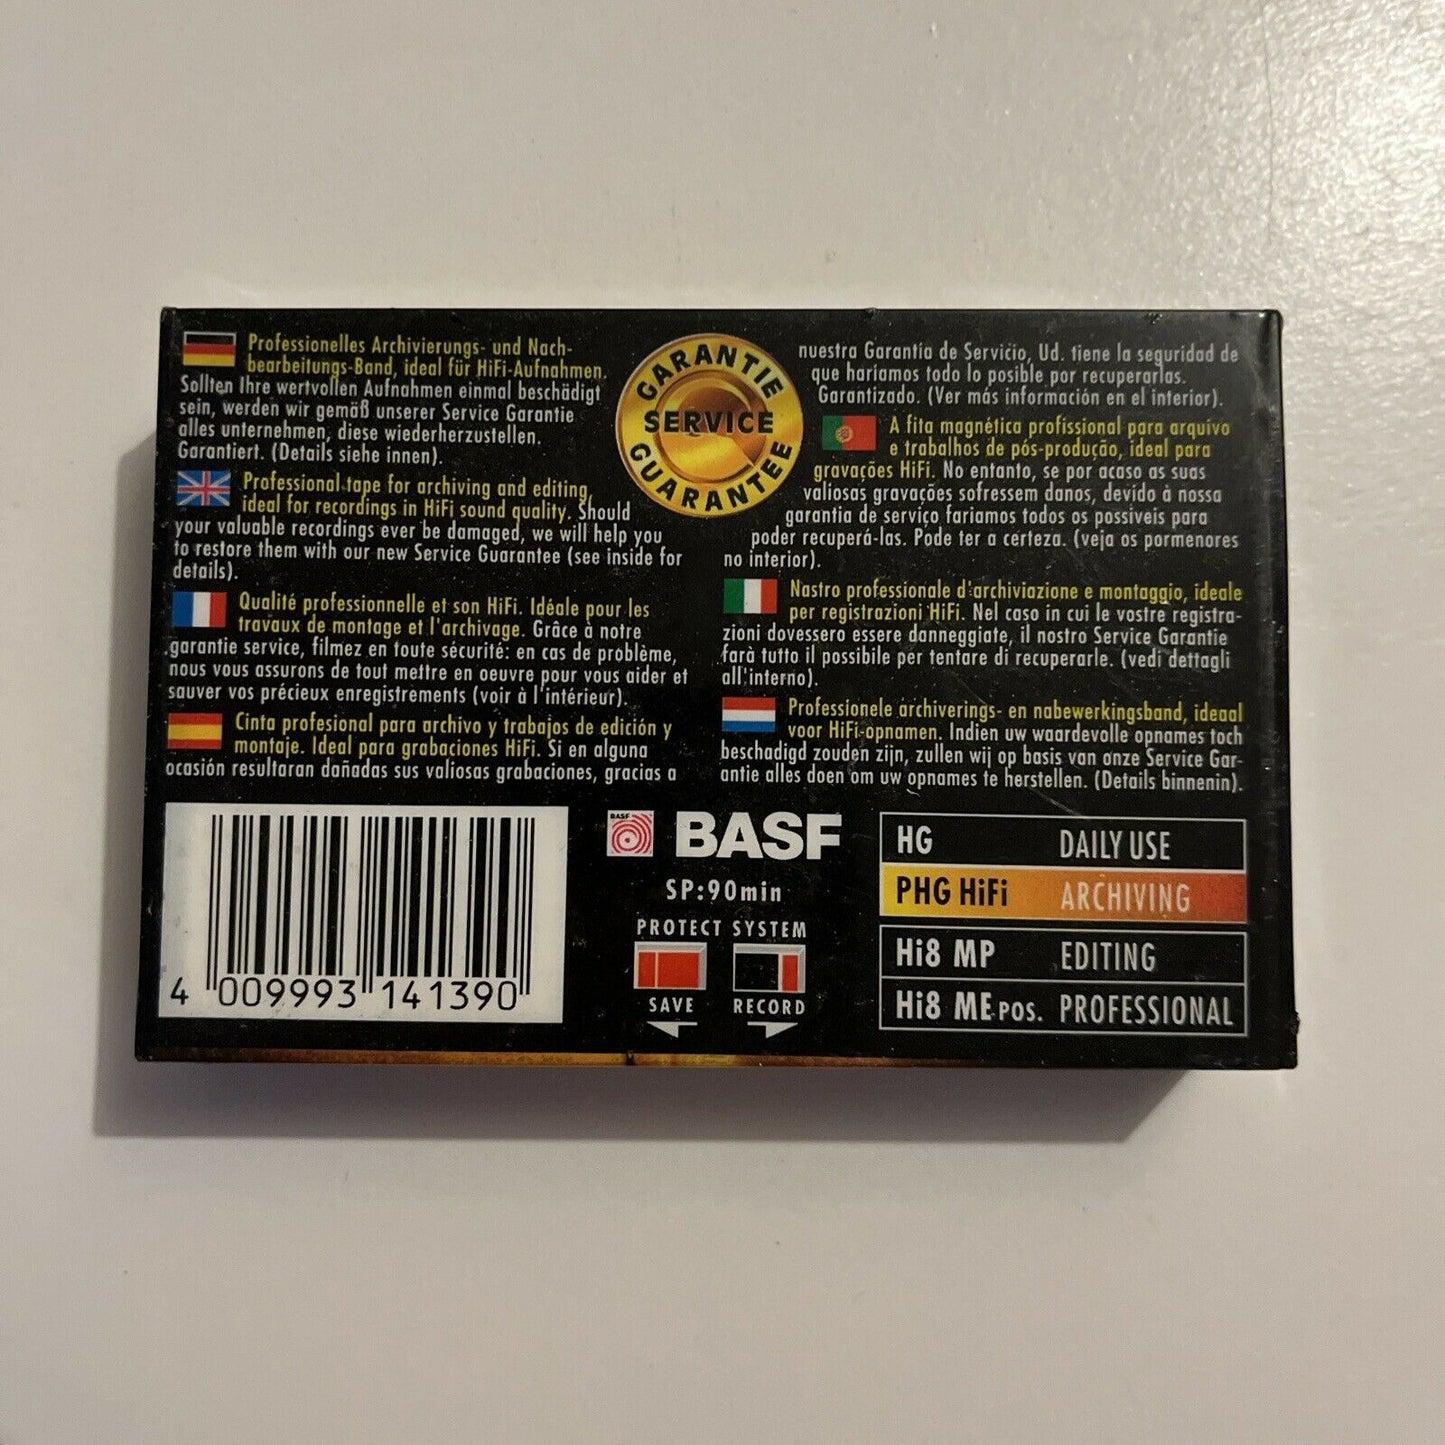 Professionelles Archivierungs- und Nach-
bearbeitungs-Band, ideal für HiFi-Aufnahmen.
Sollten Ihre wertvollen Aufnahmen einmal beschädigt
sein, werden wir gemäß unserer Service Garantie
alles unternehmen, diese wiederherzustellen.
Garantiert. (Details siehe innen).
Professional tape for archiving and editing,
ideal for recordings in HiFi sound quality. Should
your valuable recordings ever be damaged, we will help you
to restore them with our new Service Guarantee (see inside for
details).
Qualité professionnelle et son HiFi. Idéale pour les
travaux de montage et l'archivage. Grâce à notre
garantie service, filmez en toute sécurité: en cas de problème,
nous vous assurons de tout mettre en oeuvre pour vous aider et
sauver vos précieux enregistrements (voir à l'intérieur).
Cinta profesional para archivo y trabajos de edición y
montaje. Ideal para grabaciones HiFi. Si en alguna
ocasión resultaran dañadas sus valiosas grabaciones, gracias a
GARANTIE
SERVICE
GUARANTEE
nuestra Garantía de Servicio, Ud. tiene la seguridad de
que haríamos todo lo posible por recuperarlas.
Garantizado. (Ver más información en el interior).
A fita magnética profissional para arquivo
e trabalhos de pós-produção, ideal para
gravações HiFi. No entanto, se por acaso as suas
valiosas gravações sofressem danos, devido à nossa
garantia de serviço fariamos todos os possiveis para
poder recuperá-las. Pode ter a certeza. (veja os pormenores
no interior).
Nastro professionale d'archiviazione e montaggio, ideale
per registrazioni HiFi. Nel caso in cui le vostre registra-
zioni dovessero essere danneggiate, il nostro Service Garantie
farà tutto il possibile per tentare di recuperarle. (vedi dettagli
all'interno).
Professionele archiverings- en nabewerkingsband, ideaal
voor HiFi-opnamen. Indien uw waardevolle opnames toch
beschadigd zouden zijn, zullen wij op basis van onze Service Gar-
antie alles doen om uw opnames te herstellen. (Details binnenin).
4 009993 141390
BASF
BASF
SP:90min
PROTECT SYSTEM
SAVE RECORD
HG DAILY USE
PHG HiFi ARCHIVING
Hi8 MP EDITING
Hi8 ME POS. PROFESSIONAL